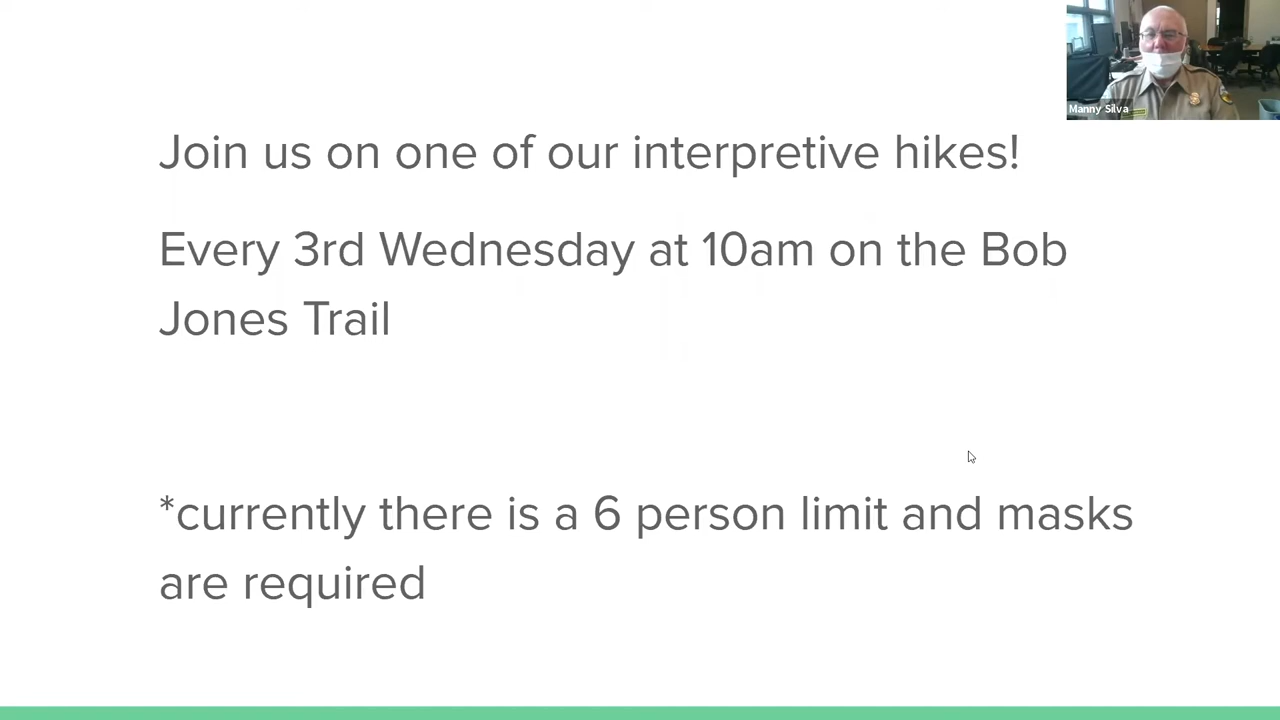 Manny Silva
Join us on one of our interpretive hikes!
Every 3rd Wednesday at 10am on the Bob
Jones Trail
*currently there is a 6 person limit and masks
are required